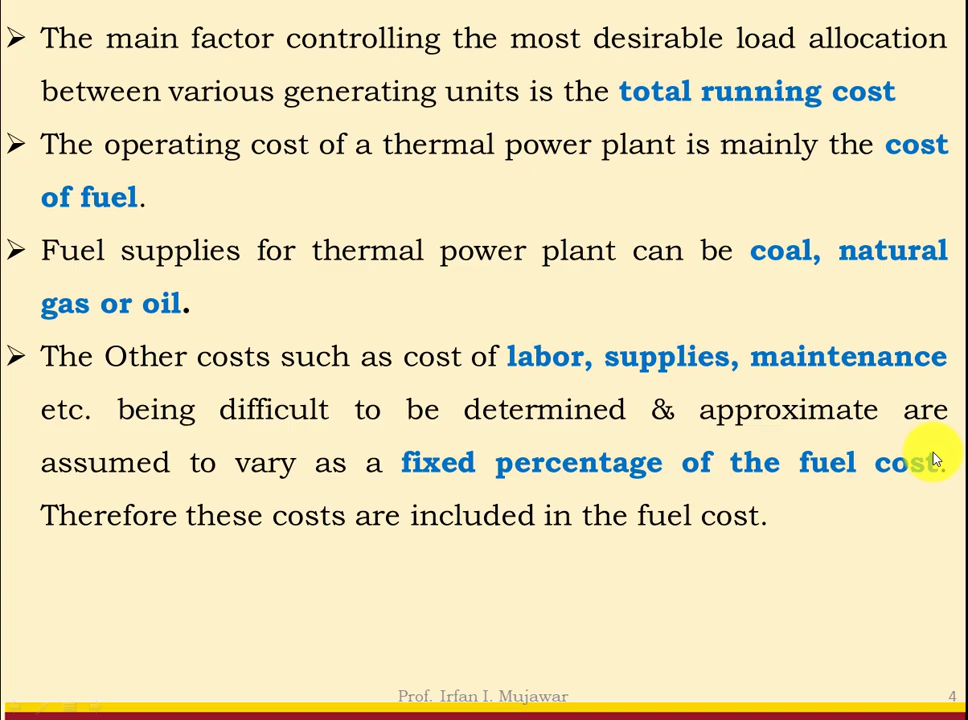 ➢ The main factor controlling the most desirable load allocation
between various generating units is the total running cost
➢ The operating cost of a thermal power plant is mainly the cost
of fuel.
➢ Fuel supplies for thermal power plant can be coal, natural
gas or oil.
➢ The Other costs such as cost of labor, supplies, maintenance
etc. being difficult to be determined & approximate are
assumed to vary as a fixed percentage of the fuel cost.
Therefore these costs are included in the fuel cost.
Prof. Irfan I. Mujawar 4